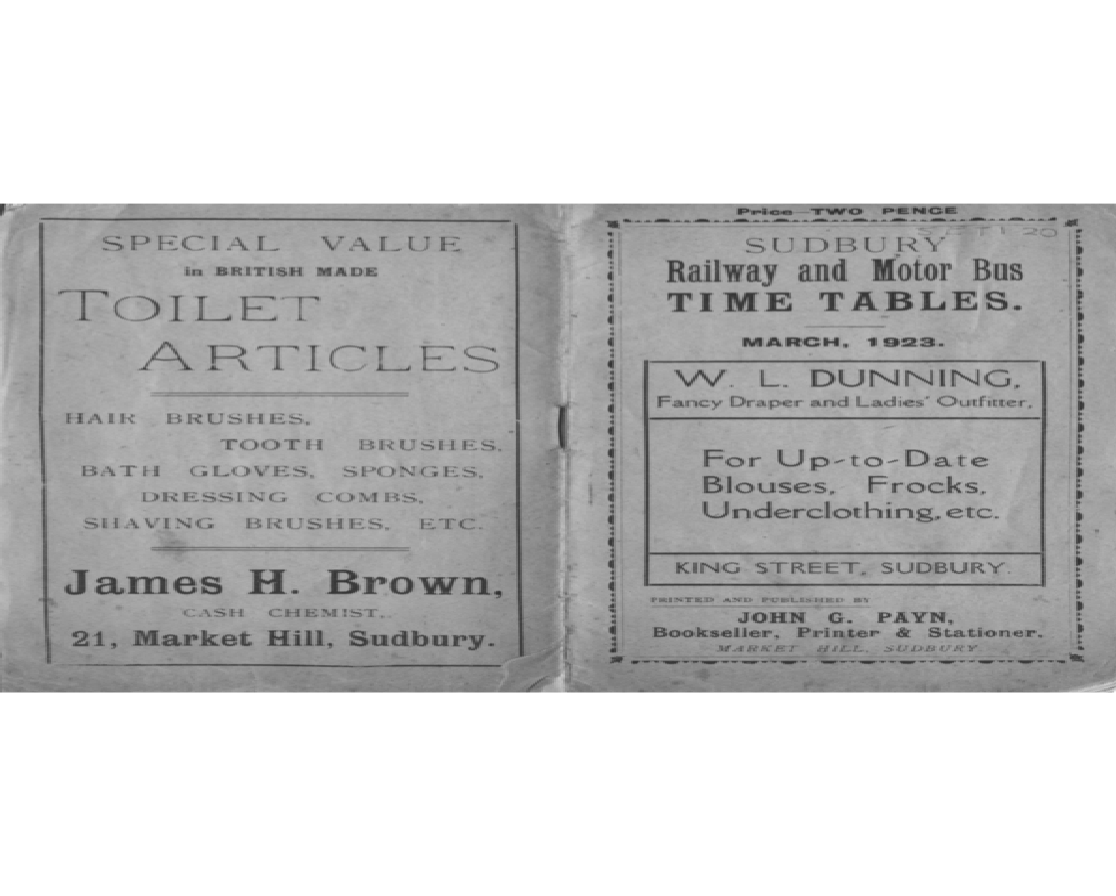 SPECIAL VALUE
in BRITISH MADE
TOILET
ARTICLES
HAIR BRUSHES,
TOOTH BRUSHES,
BATH GLOVES, SPONGES,
DRESSING COMBS,
SHAVING BRUSHES, ETC.
James H. Brown,
CASH CHEMIST,
21, Market Hill, Sudbury.
Price—TWO PENCE
SUDBURY
Railway and Motor Bus
TIME TABLES.
MARCH, 1923.
W. L. DUNNING,
Fancy Draper and Ladies' Outfitter,
For Up-to-Date
Blouses, Frocks,
Underclothing, etc.
KING STREET, SUDBURY.
PRINTED AND PUBLISHED BY
JOHN G. PAYN,
Bookseller, Printer & Stationer,
MARKET HILL, SUDBURY